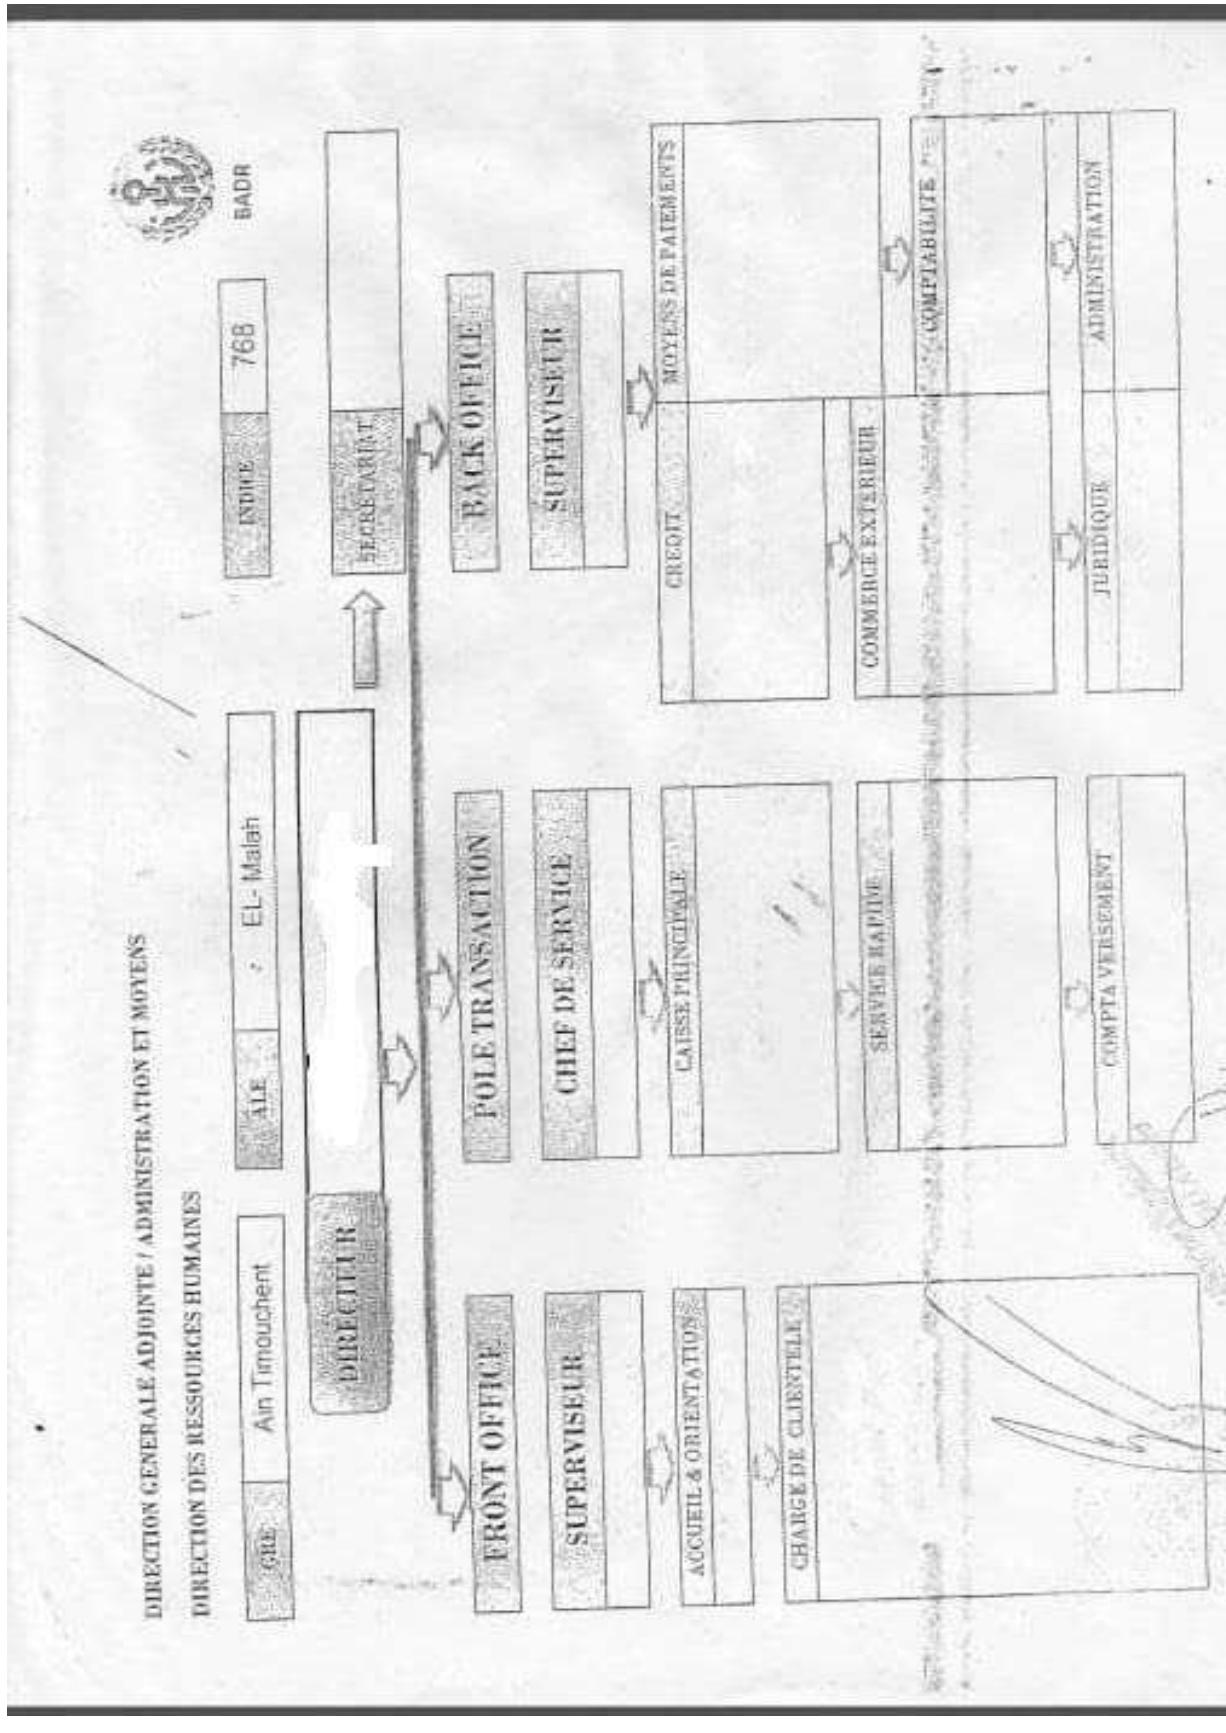 DIRECTION GENERALE ADJOINTE / ADMINISTRATION ET MOYENS
BADR
DIRECTION DES RESSOURCES HUMAINES
GRE Ain Timouchent ALE EL- Malah INDICE 768
DIRECTEUR SECRETARIAT
FRONT OFFICE POLE TRANSACTION BACK OFFICE
SUPERVISEUR CHEF DE SERVICE SUPERVISEUR
ACCUEIL & ORIENTATION CAISSE PRINCIPALE CREDIT MOYENS DE PAIEMENTS
CHARGE DE CLIENTELE SERVICE RAPIDE COMMERCE EXTERIEUR COMPTABILITE
COMPTA VERSEMENT JURIDIQUE ADMINISTRATION